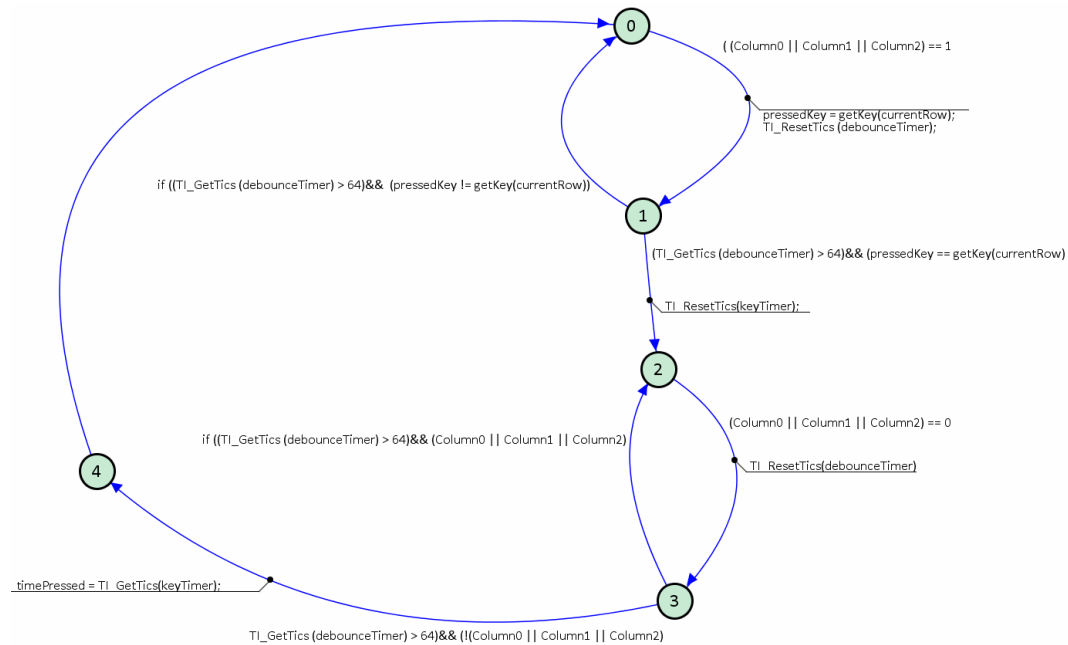 0
( (Column0 || Column1 || Column2) == 1
pressedKey = getKey(currentRow);
TI_ResetTics (debounceTimer);
if ((TI_GetTics (debounceTimer) > 64)&& (pressedKey != getKey(currentRow))
1
(TI_GetTics (debounceTimer) > 64)&& (pressedKey == getKey(currentRow)
TI_ResetTics(keyTimer);
2
(Column0 || Column1 || Column2) == 0
if ((TI_GetTics (debounceTimer) > 64)&& (Column0 || Column1 || Column2)
TI_ResetTics(debounceTimer)
4
timePressed = TI_GetTics(keyTimer);
3
TI_GetTics (debounceTimer) > 64)&& (!(Column0 || Column1 || Column2)